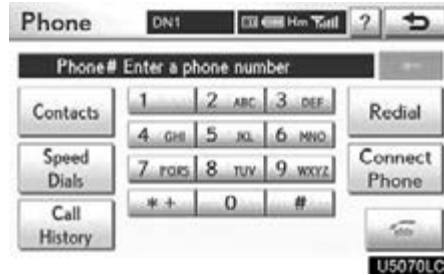 Phone DN1 Hm ?
Phone# Enter a phone number
Contacts 1 2 ABC 3 DEF Redial
4 GHI 5 JKL 6 MNO
Speed Dials 7 PQRS 8 TUV 9 WXYZ Connect Phone
* + 0 #
Call History
U5070LC